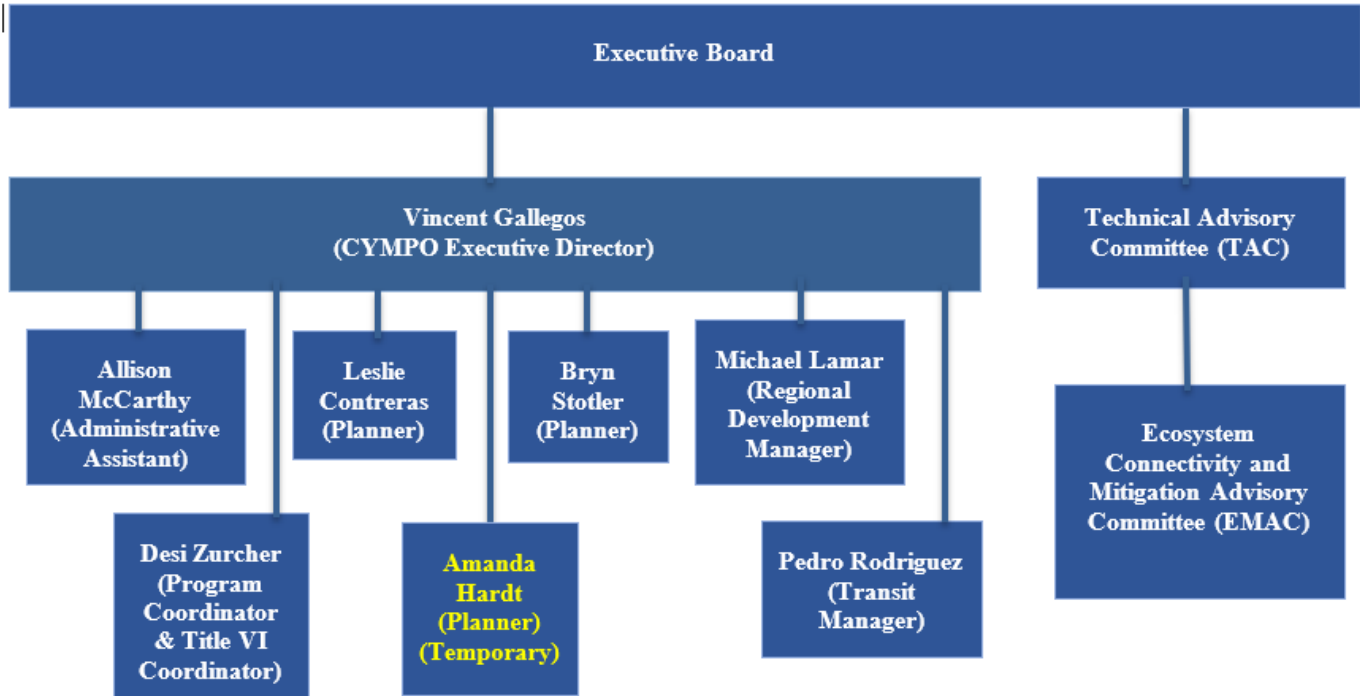 Executive Board
Vincent Gallegos
(CYMPO Executive Director)
Technical Advisory
Committee (TAC)
Allison
McCarthy
(Administrative
Assistant)
Leslie
Contreras
(Planner)
Bryn
Stotler
(Planner)
Michael Lamar
(Regional
Development
Manager)
Ecosystem
Connectivity and
Mitigation Advisory
Committee (EMAC)
Desi Zurcher
(Program
Coordinator
& Title VI
Coordinator)
Amanda
Hardt
(Planner)
(Temporary)
Pedro Rodriguez
(Transit
Manager)